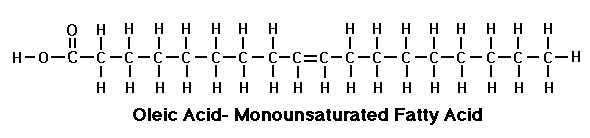 O H H H H H H H H H H H H H H H
H-O-C-C-C-C-C-C-C-C-C=C-C-C-C-C-C-C-C-C-H
H H H H H H H H H H H H H H H H H
Oleic Acid- Monounsaturated Fatty Acid